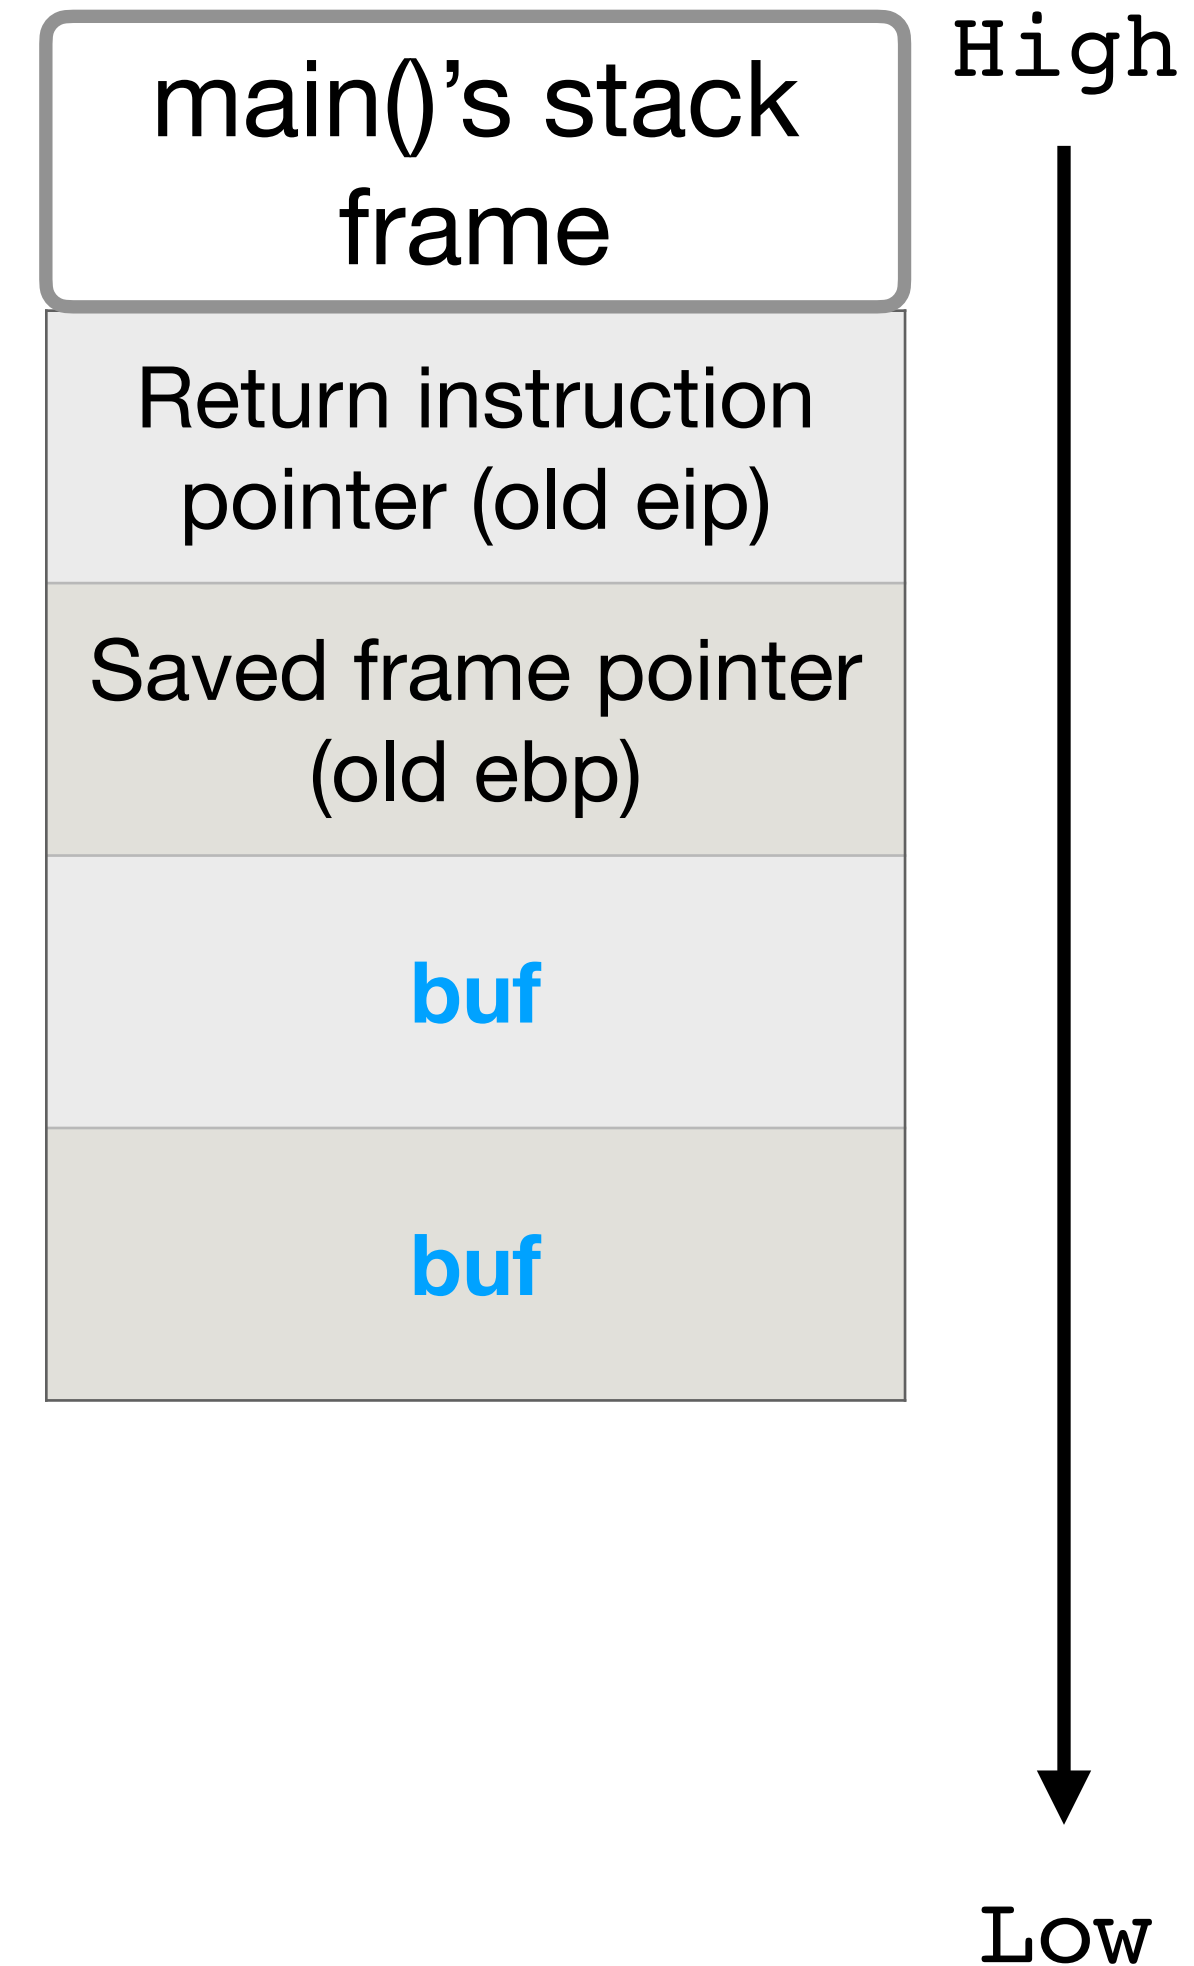 High
main()’s stack
frame
Return instruction
pointer (old eip)
Saved frame pointer
(old ebp)
buf
buf
Low